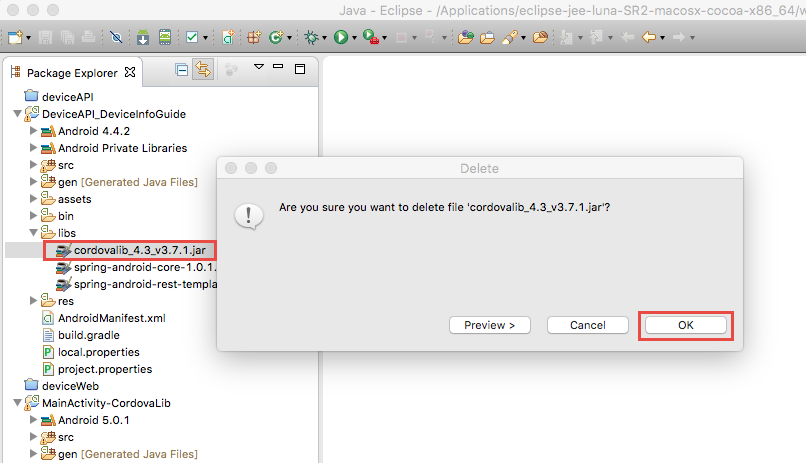 Java - Eclipse - /Applications/eclipse-jee-luna-SR2-macosx-cocoa-x86_64/w
Package Explorer
deviceAPI
DeviceAPI_DeviceInfoGuide
Android 4.4.2
Android Private Libraries
src
gen [Generated Java Files]
assets
bin
libs
cordovalib_4.3_v3.7.1.jar
spring-android-core-1.0.1.
spring-android-rest-templa
res
AndroidManifest.xml
build.gradle
local.properties
project.properties
deviceWeb
MainActivity-CordovaLib
Android 5.0.1
src
gen [Generated Java Files]
Delete
Are you sure you want to delete file 'cordovalib_4.3_v3.7.1.jar'?
Preview >
Cancel
OK